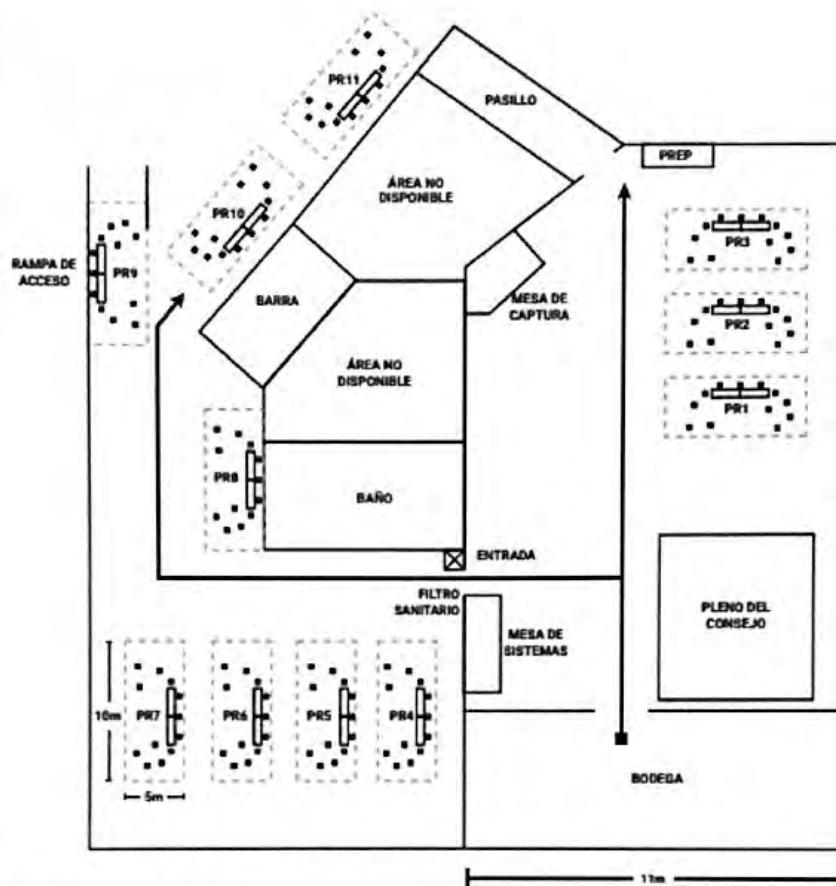 PR11
PASILLO
PREP
ÁREA NO
DISPONIBLE
PR10
PR3
RAMPA DE
ACCESO
PR9
BARRA
MESA DE
CAPTURA
PR2
ÁREA NO
DISPONIBLE
PR1
PR8
BAÑO
ENTRADA
FILTRO
SANITARIO
MESA DE
SISTEMAS
PLENO DEL
CONSEJO
10m
PR7
PR6
PR5
PR4
BODEGA
5m
11m